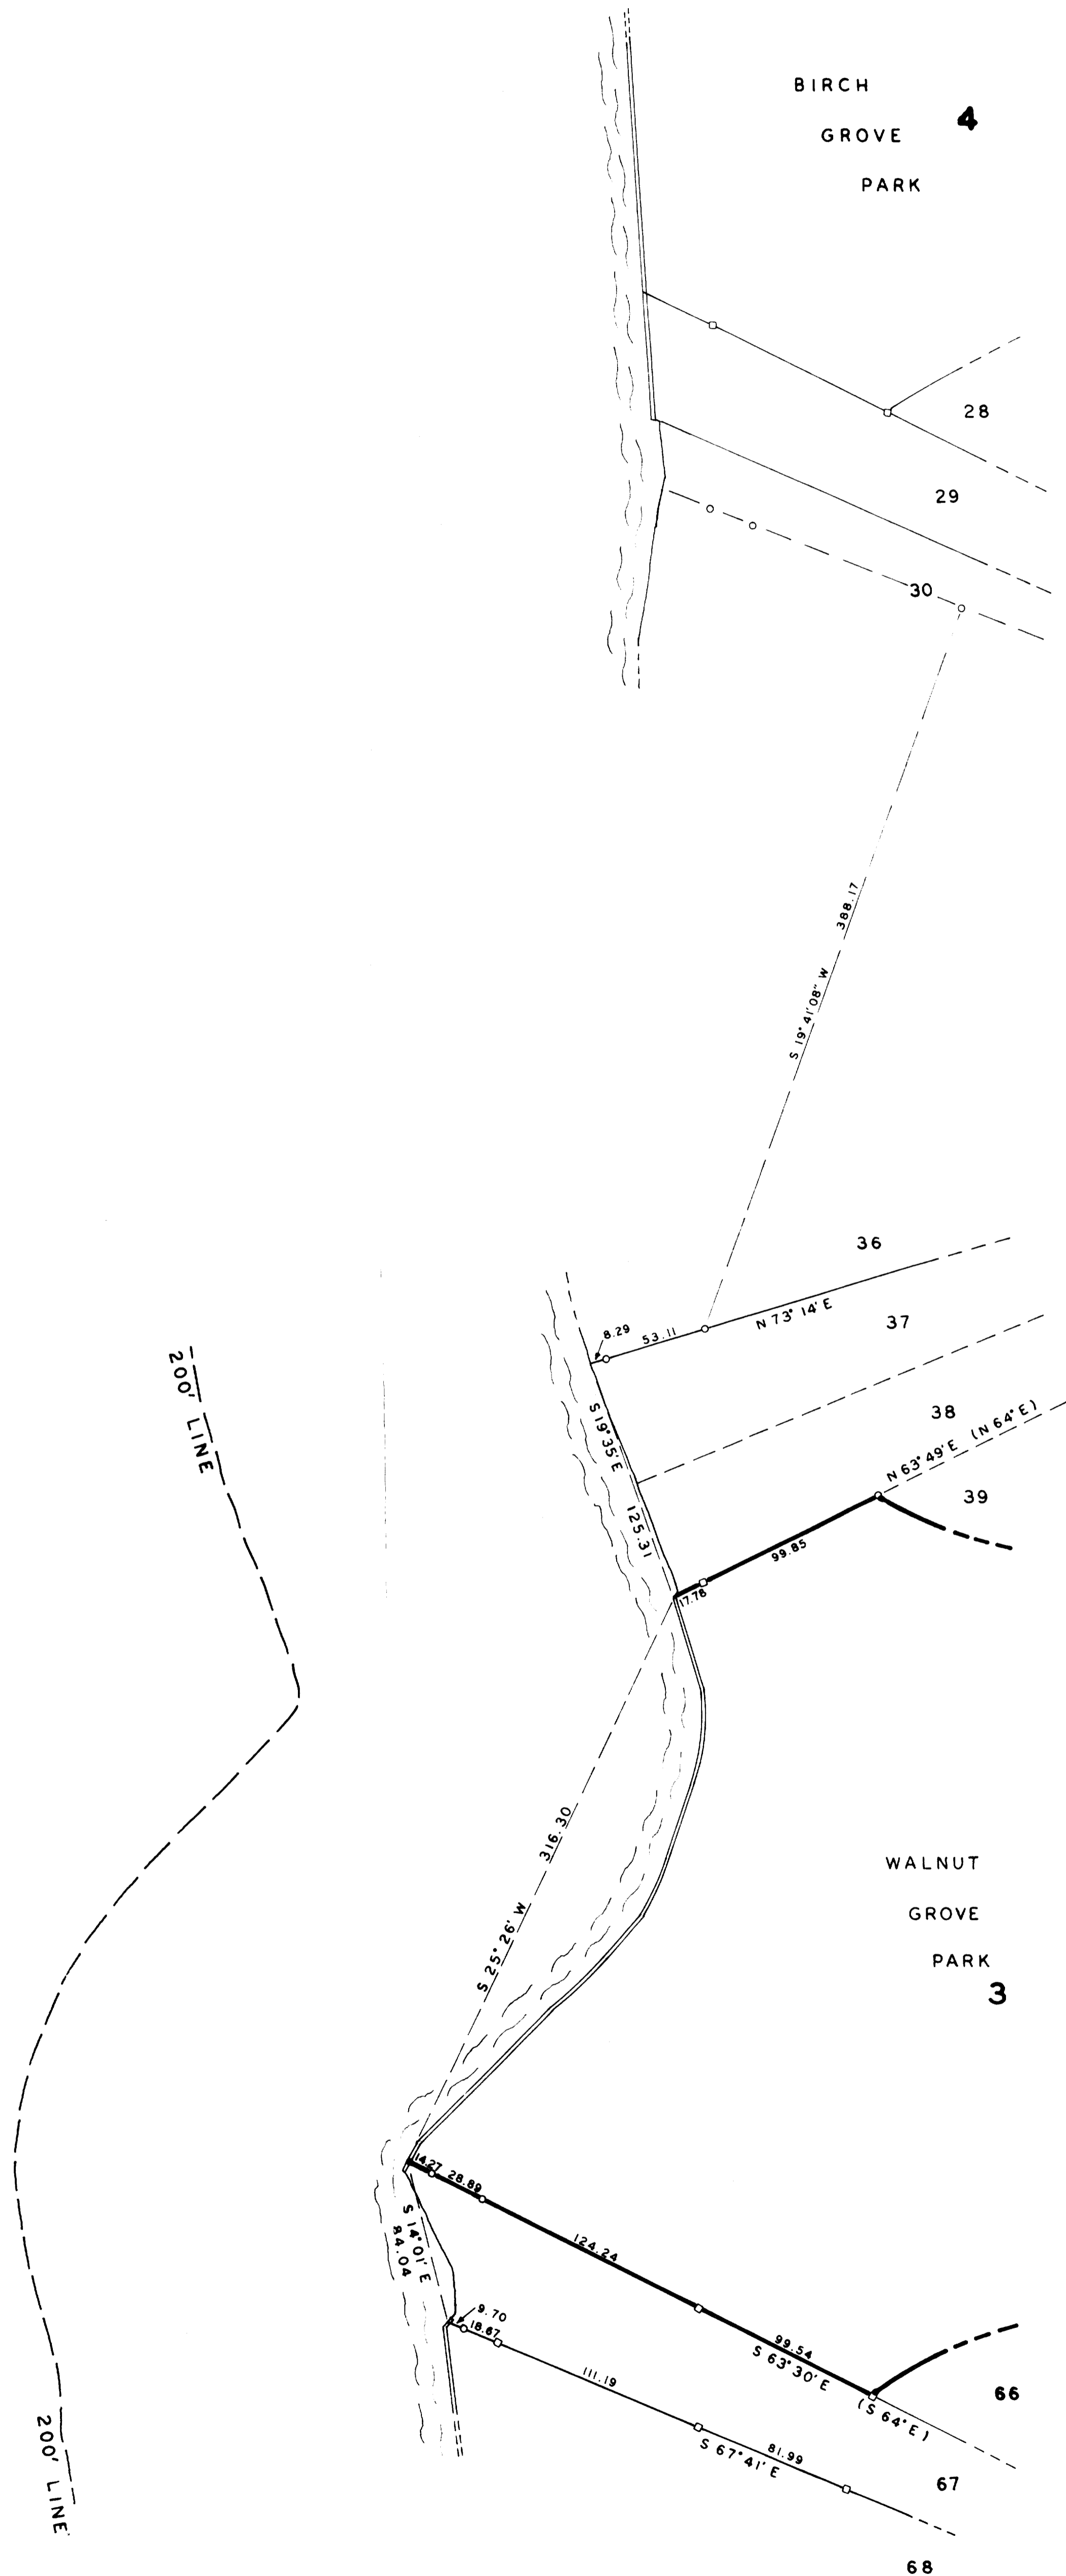 BIRCH
4
GROVE
PARK
28
29
30
388.17
S 19° 41' 08" W
36
8.29
53.11
N 73° 14' E
37
200' LINE
S 19° 35' E
125.31
38
N 63° 49' E (N 64° E)
39
99.85
17.78
316.30
S 25° 26' W
WALNUT
GROVE
PARK
3
14.27
28.89
S 14° 01' E
84.04
124.24
9.70
18.67
99.54
S 63° 30' E
(S 64° E)
66
111.19
81.99
S 67° 41' E
67
200' LINE
68